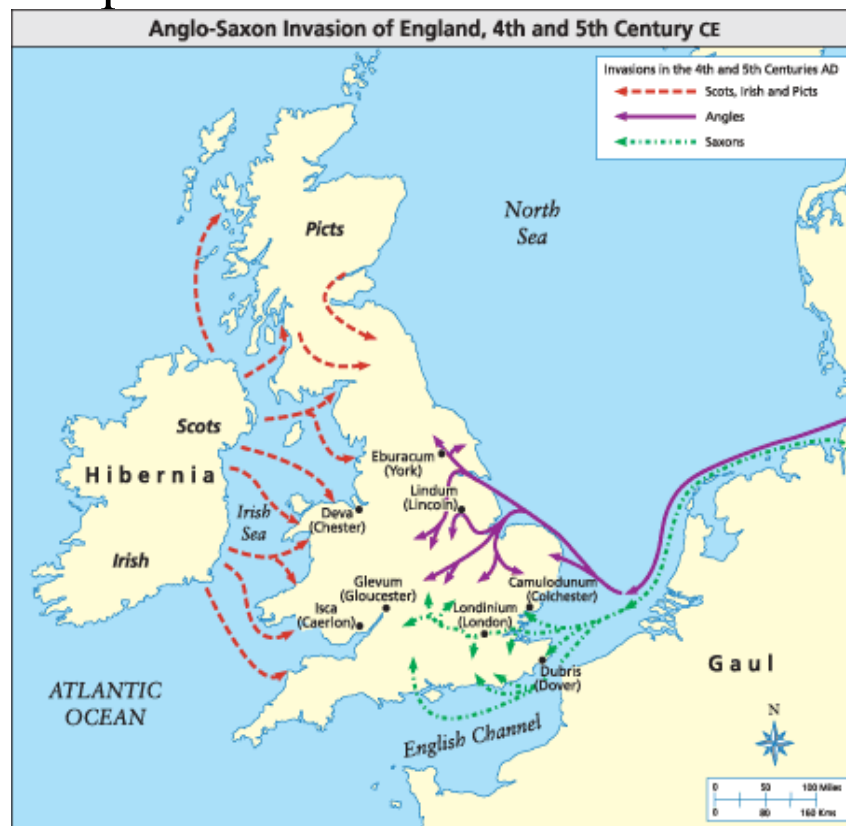 Anglo-Saxon Invasion of England, 4th and 5th Century CE
Invasions in the 4th and 5th Centuries AD
Scots, Irish and Picts
Angles
Saxons
North
Sea
Picts
Scots
Hibernia
Irish
Sea
Irish
Eburacum
(York)
Lindum
(Lincoln)
Deva
(Chester)
Glevum
(Gloucester)
Isca
(Caerlon)
Camulodunum
(Colchester)
Londinium
(London)
Dubris
(Dover)
Gaul
ATLANTIC
OCEAN
English Channel
N
0 50 100 Miles
0 80 160 Kms